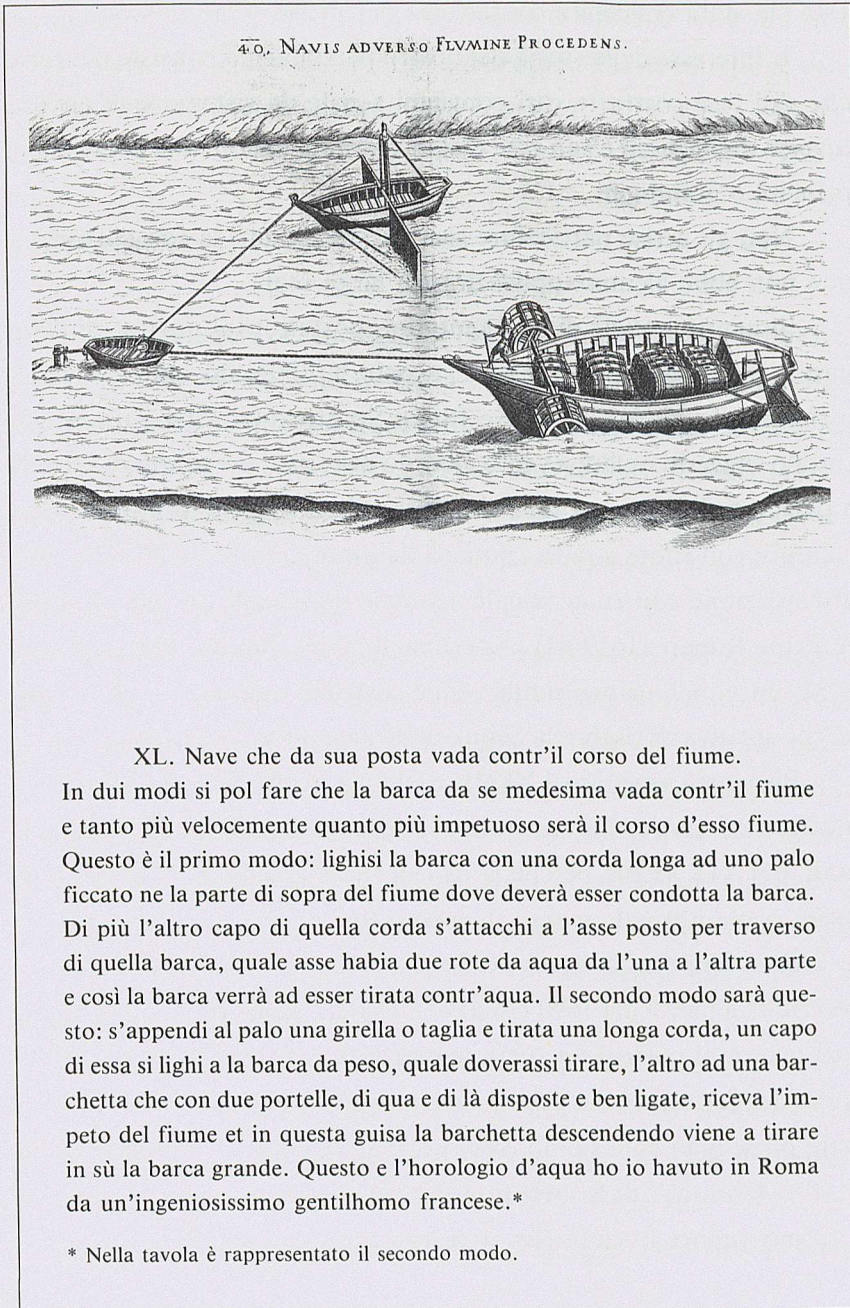 40. NAVIS ADVERSO FLVMINE PROCEDENS.
XL. Nave che da sua posta vada contr'il corso del fiume.
In dui modi si pol fare che la barca da se medesima vada contr'il fiume
e tanto più velocemente quanto più impetuoso serà il corso d'esso fiume.
Questo è il primo modo: lighisi la barca con una corda longa ad uno palo
ficcato ne la parte di sopra del fiume dove deverà esser condotta la barca.
Di più l'altro capo di quella corda s'attacchi a l'asse posto per traverso
di quella barca, quale asse habia due rote da aqua da l'una a l'altra parte
e così la barca verrà ad esser tirata contr'aqua. Il secondo modo sarà que-
sto: s'appendi al palo una girella o taglia e tirata una longa corda, un capo
di essa si lighi a la barca da peso, quale doverassi tirare, l'altro ad una bar-
chetta che con due portelle, di qua e di là disposte e ben ligate, riceva l'im-
peto del fiume et in questa guisa la barchetta descendendo viene a tirare
in sù la barca grande. Questo e l'horologio d'aqua ho io havuto in Roma
da un'ingeniosissimo gentilhomo francese.*
* Nella tavola è rappresentato il secondo modo.